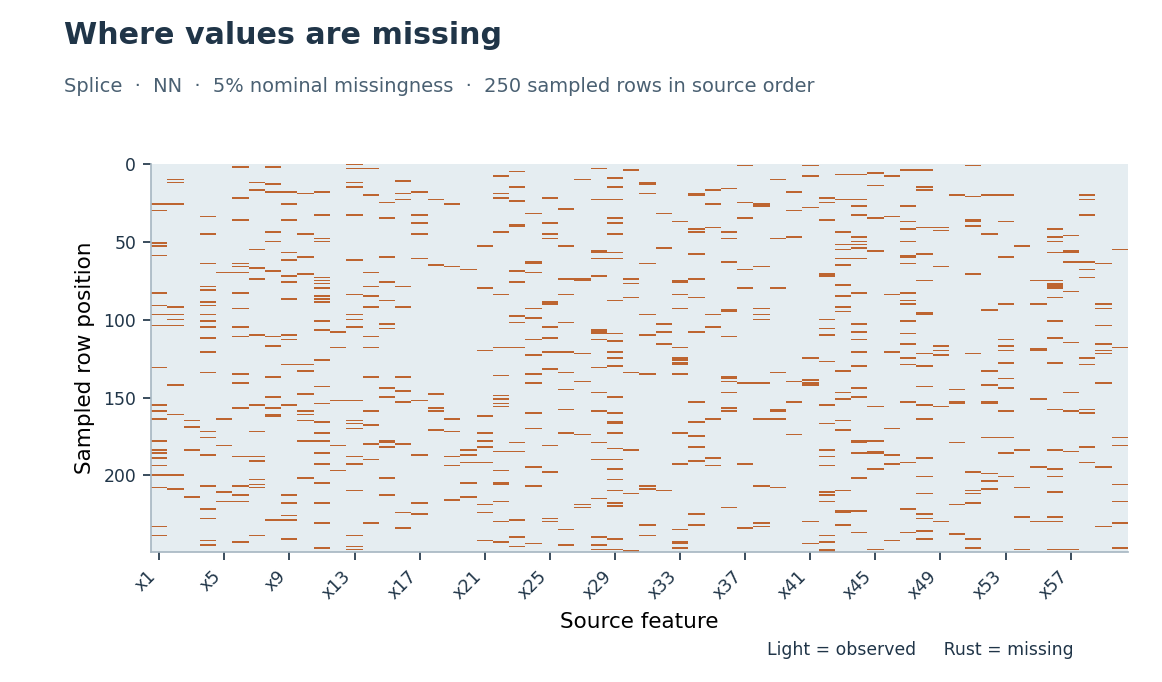 Where values are missing
Splice · NN · 5% nominal missingness · 250 sampled rows in source order
0
50
100
150
200
Sampled row position
x1 x5 x9 x13 x17 x21 x25 x29 x33 x37 x41 x45 x49 x53 x57
Source feature
Light = observed Rust = missing